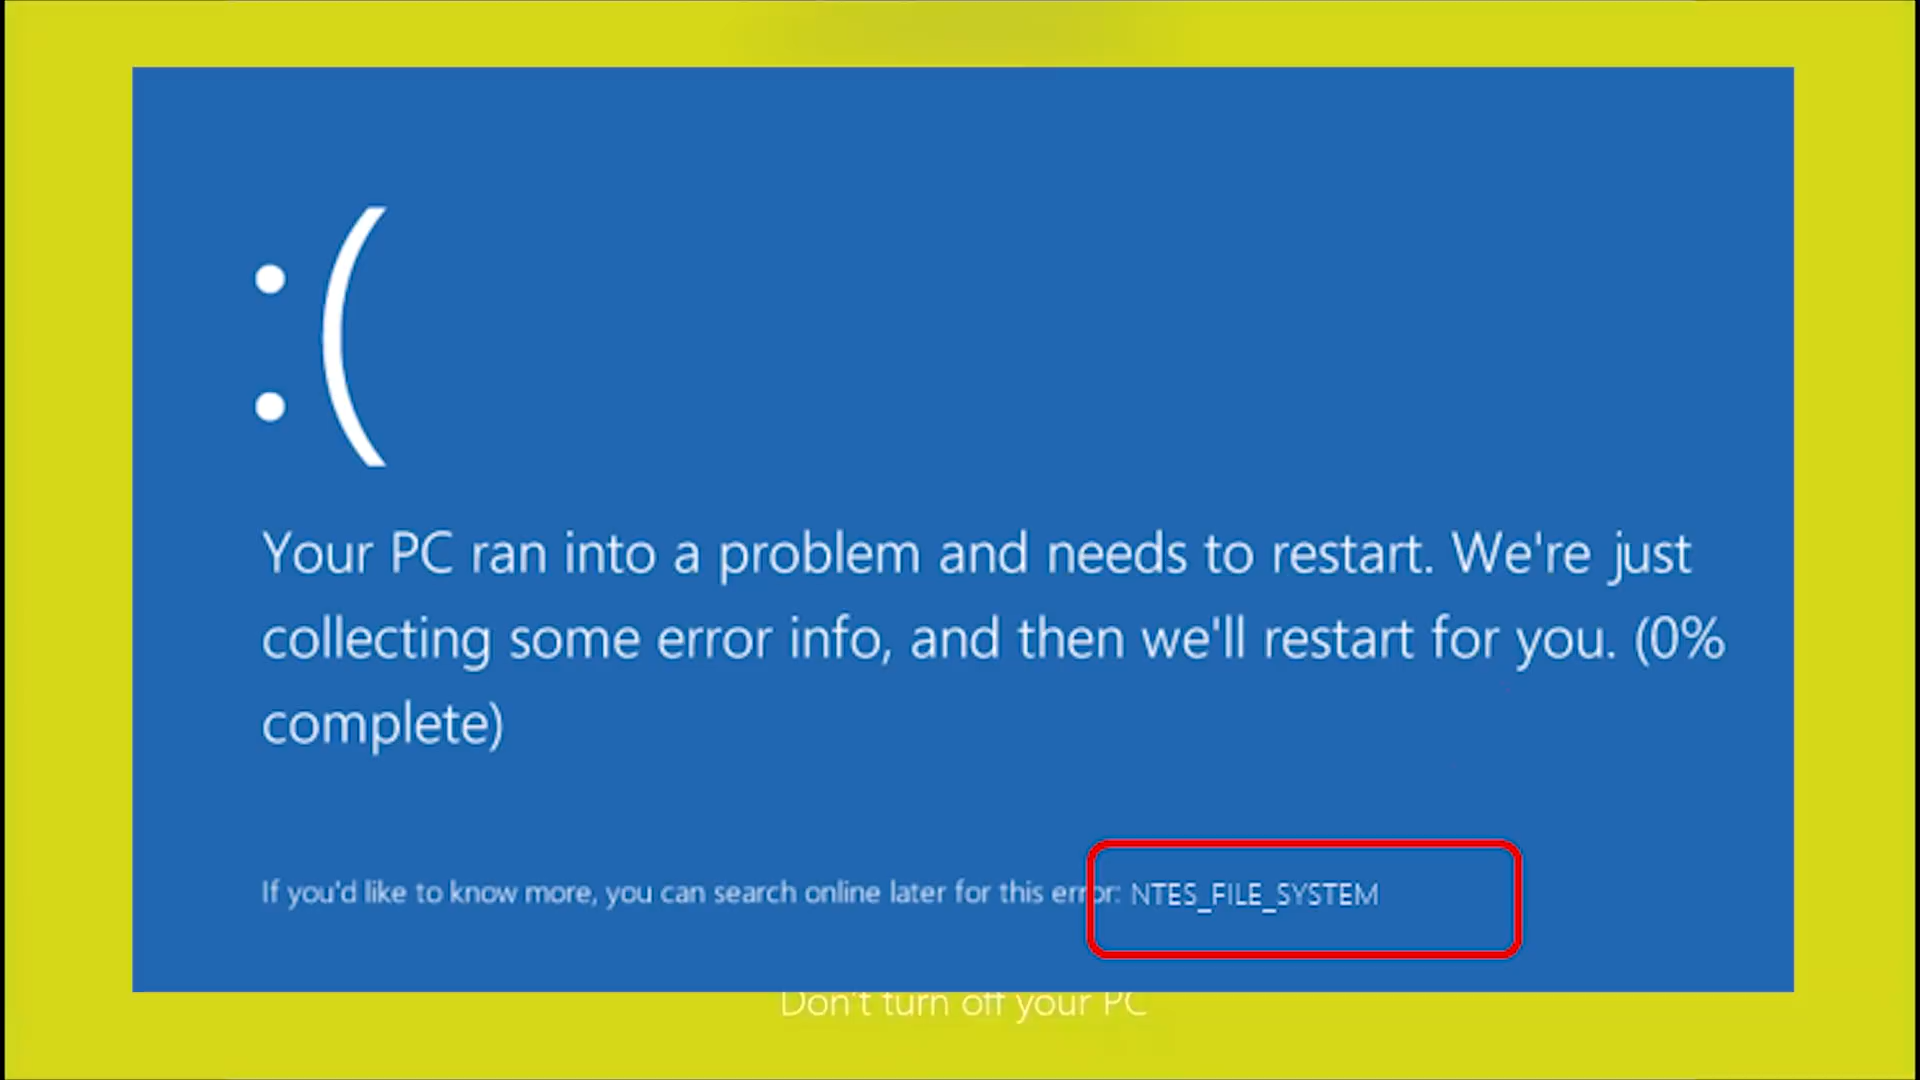 :(
Your PC ran into a problem and needs to restart. We're just
collecting some error info, and then we'll restart for you. (0%
complete)
If you'd like to know more, you can search online later for this error: NTES_FILE_SYSTEM
Don't turn off your PC